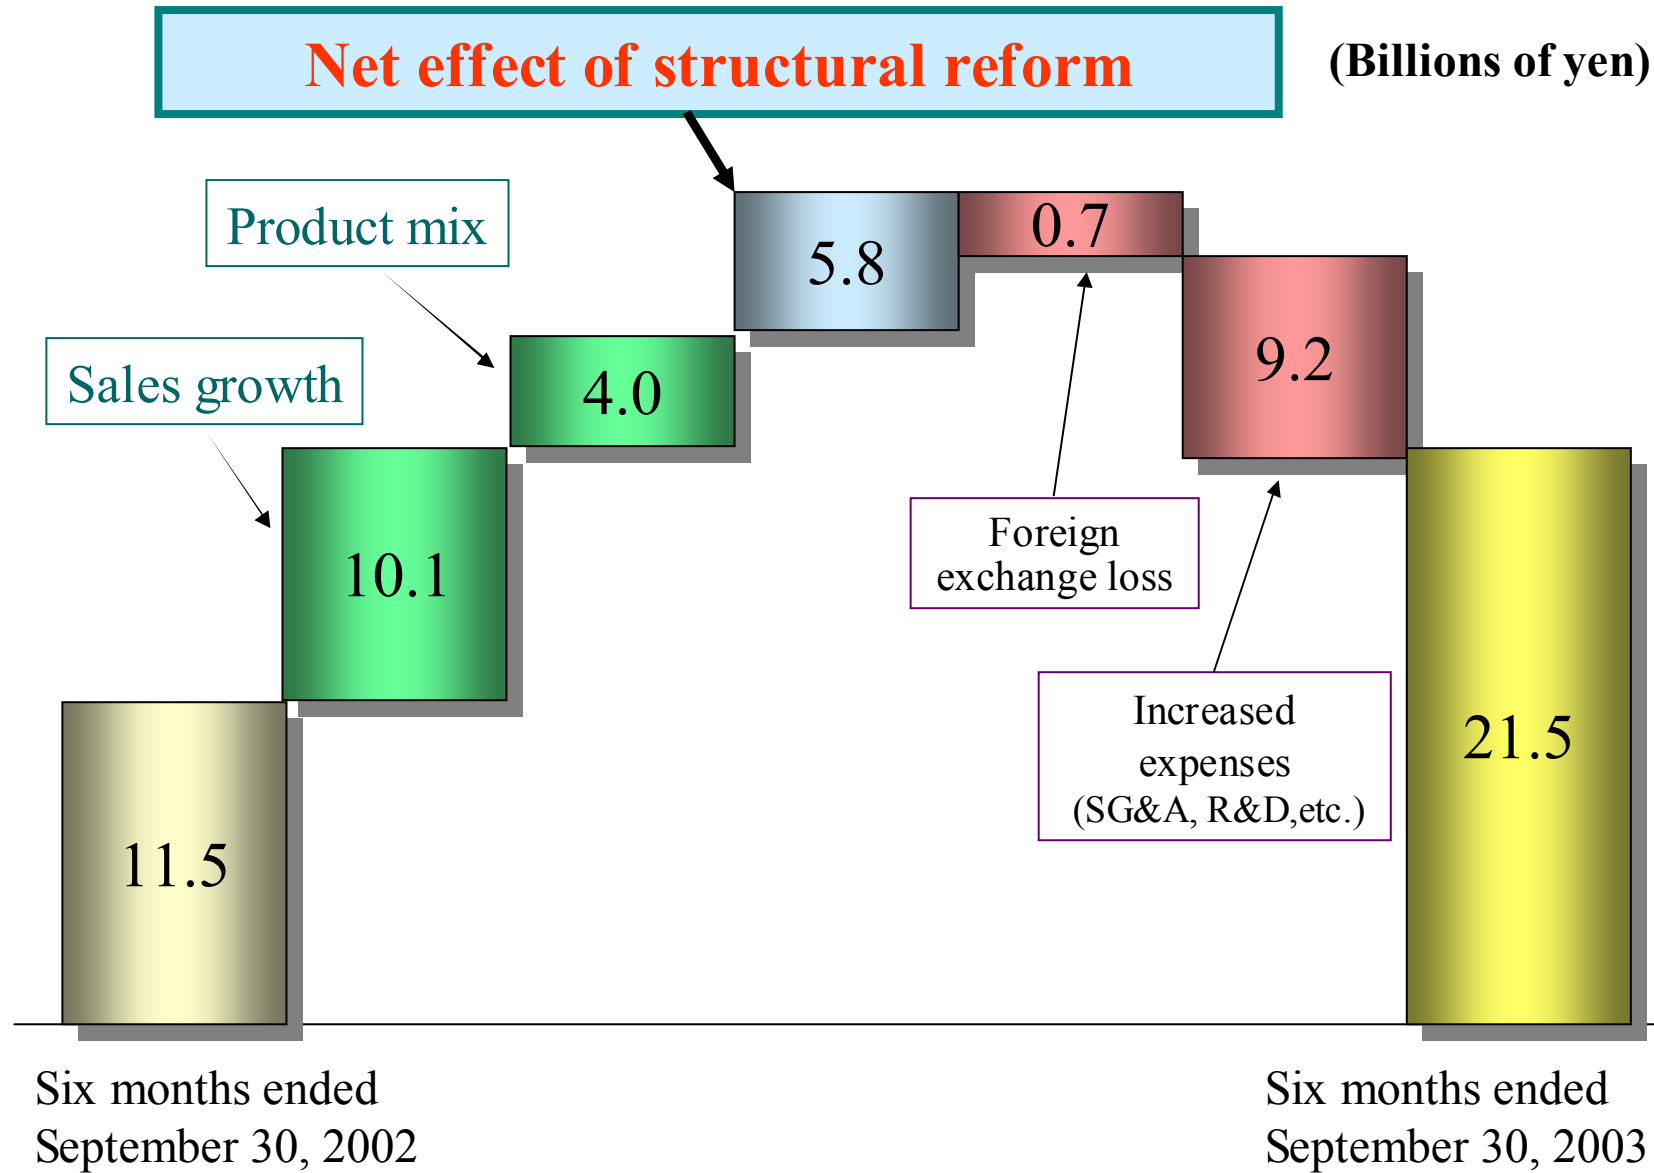 Net effect of structural reform
(Billions of yen)
Product mix
Sales growth
5.8
0.7
9.2
4.0
10.1
11.5
21.5
Foreign
exchange loss
Increased
expenses
(SG&A, R&D,etc.)
Six months ended
September 30, 2002
Six months ended
September 30, 2003